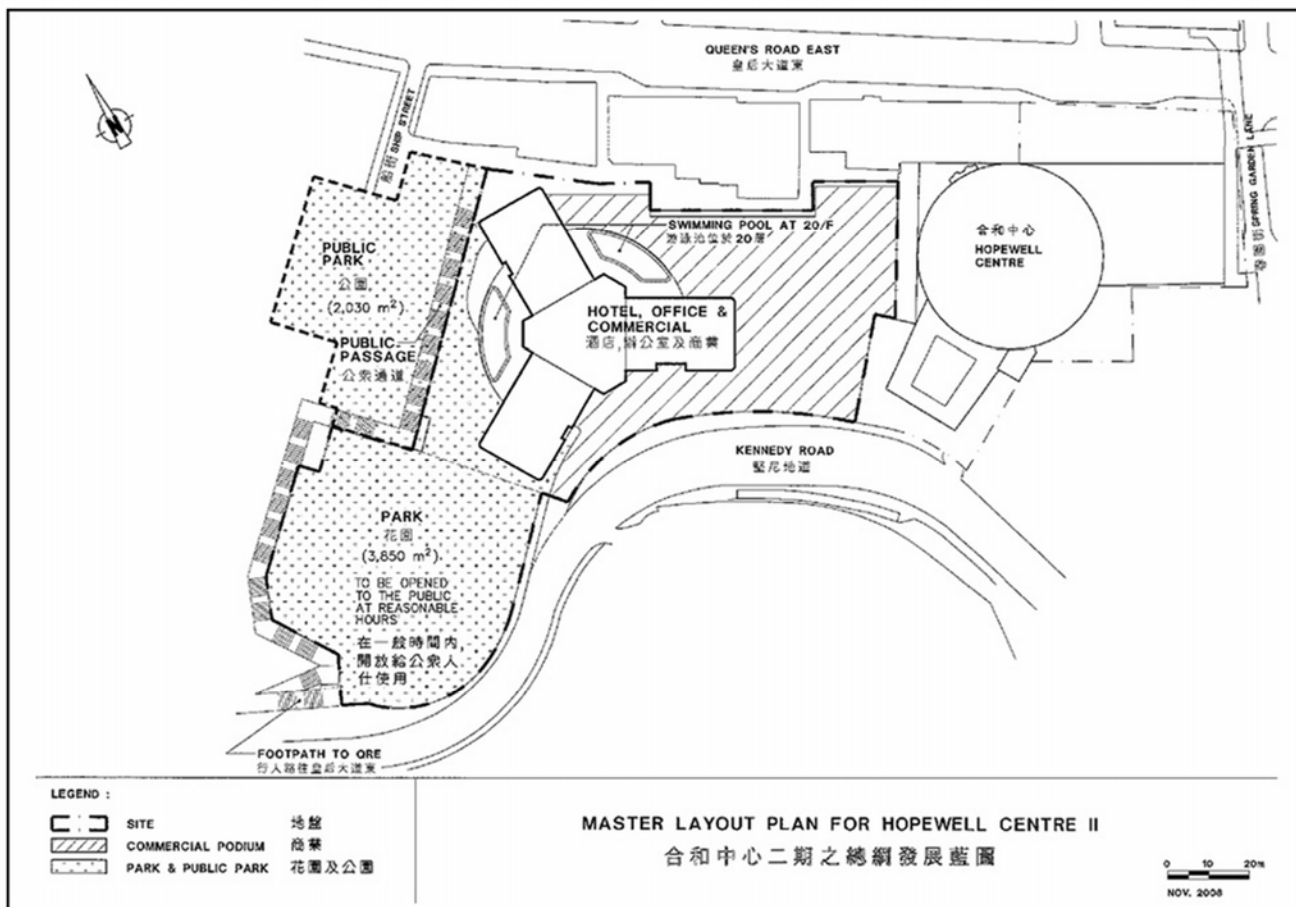 QUEEN'S ROAD EAST
皇后大道東
船街 SHIP STREET
春園街 SPRING GARDEN LANE
N
SWIMMING POOL AT 20/F
游泳池位於20層
合和中心
HOPEWELL
CENTRE
PUBLIC
PARK
公園
(2,030 m²)
HOTEL, OFFICE &
COMMERCIAL
酒店,辦公室及商業
PUBLIC
PASSAGE
公眾通道
KENNEDY ROAD
堅尼地道
PARK
花園
(3,850 m²)
TO BE OPENED
TO THE PUBLIC
AT REASONABLE
HOURS
在一般時間內,
開放給公衆人
仕使用
FOOTPATH TO QRE
行人路往皇后大道東
LEGEND :
SITE 地盤
COMMERCIAL PODIUM 商業
PARK & PUBLIC PARK 花園及公園
MASTER LAYOUT PLAN FOR HOPEWELL CENTRE II
合和中心二期之總綱發展藍圖
0 10 20m
NOV. 2008